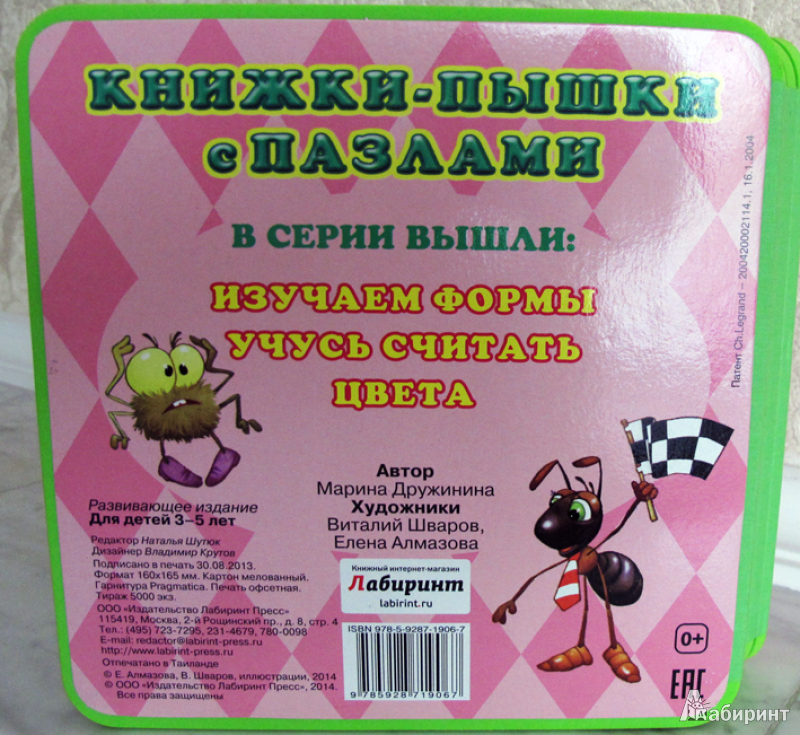 КНИЖКИ-ПЫШКИ
с ПАЗЛАМИ
В СЕРИИ ВЫШЛИ:
ИЗУЧАЕМ ФОРМЫ
УЧУСЬ СЧИТАТЬ
ЦВЕТА
Патент Ch.Legrand – 200420002114.1, 16.1.2004
Автор
Марина Дружинина
Художники
Виталий Шваров,
Елена Алмазова
Развивающее издание
Для детей 3–5 лет
Редактор Наталья Шутюк
Дизайнер Владимир Крутов
Подписано в печать 30.08.2013.
Формат 160х165 мм. Картон мелованный.
Гарнитура Pragmatica. Печать офсетная.
Тираж 5000 экз.
ООО «Издательство Лабиринт Пресс»
115419, Москва, 2-й Рощинский пр., д. 8, стр. 4
Тел.: (495) 723-7295, 231-4679, 780-0098
E-mail: redactor@labirint-press.ru
http://www.labirint-press.ru
Отпечатано в Таиланде
© Е. Алмазова, В. Шваров, иллюстрации, 2014
© ООО «Издательство Лабиринт Пресс», 2014.
Все права защищены
Книжный интернет-магазин
Лабиринт
labirint.ru
ISBN 978-5-9287-1906-7
9 785928 719067
0+
ЕАС
Лабиринт